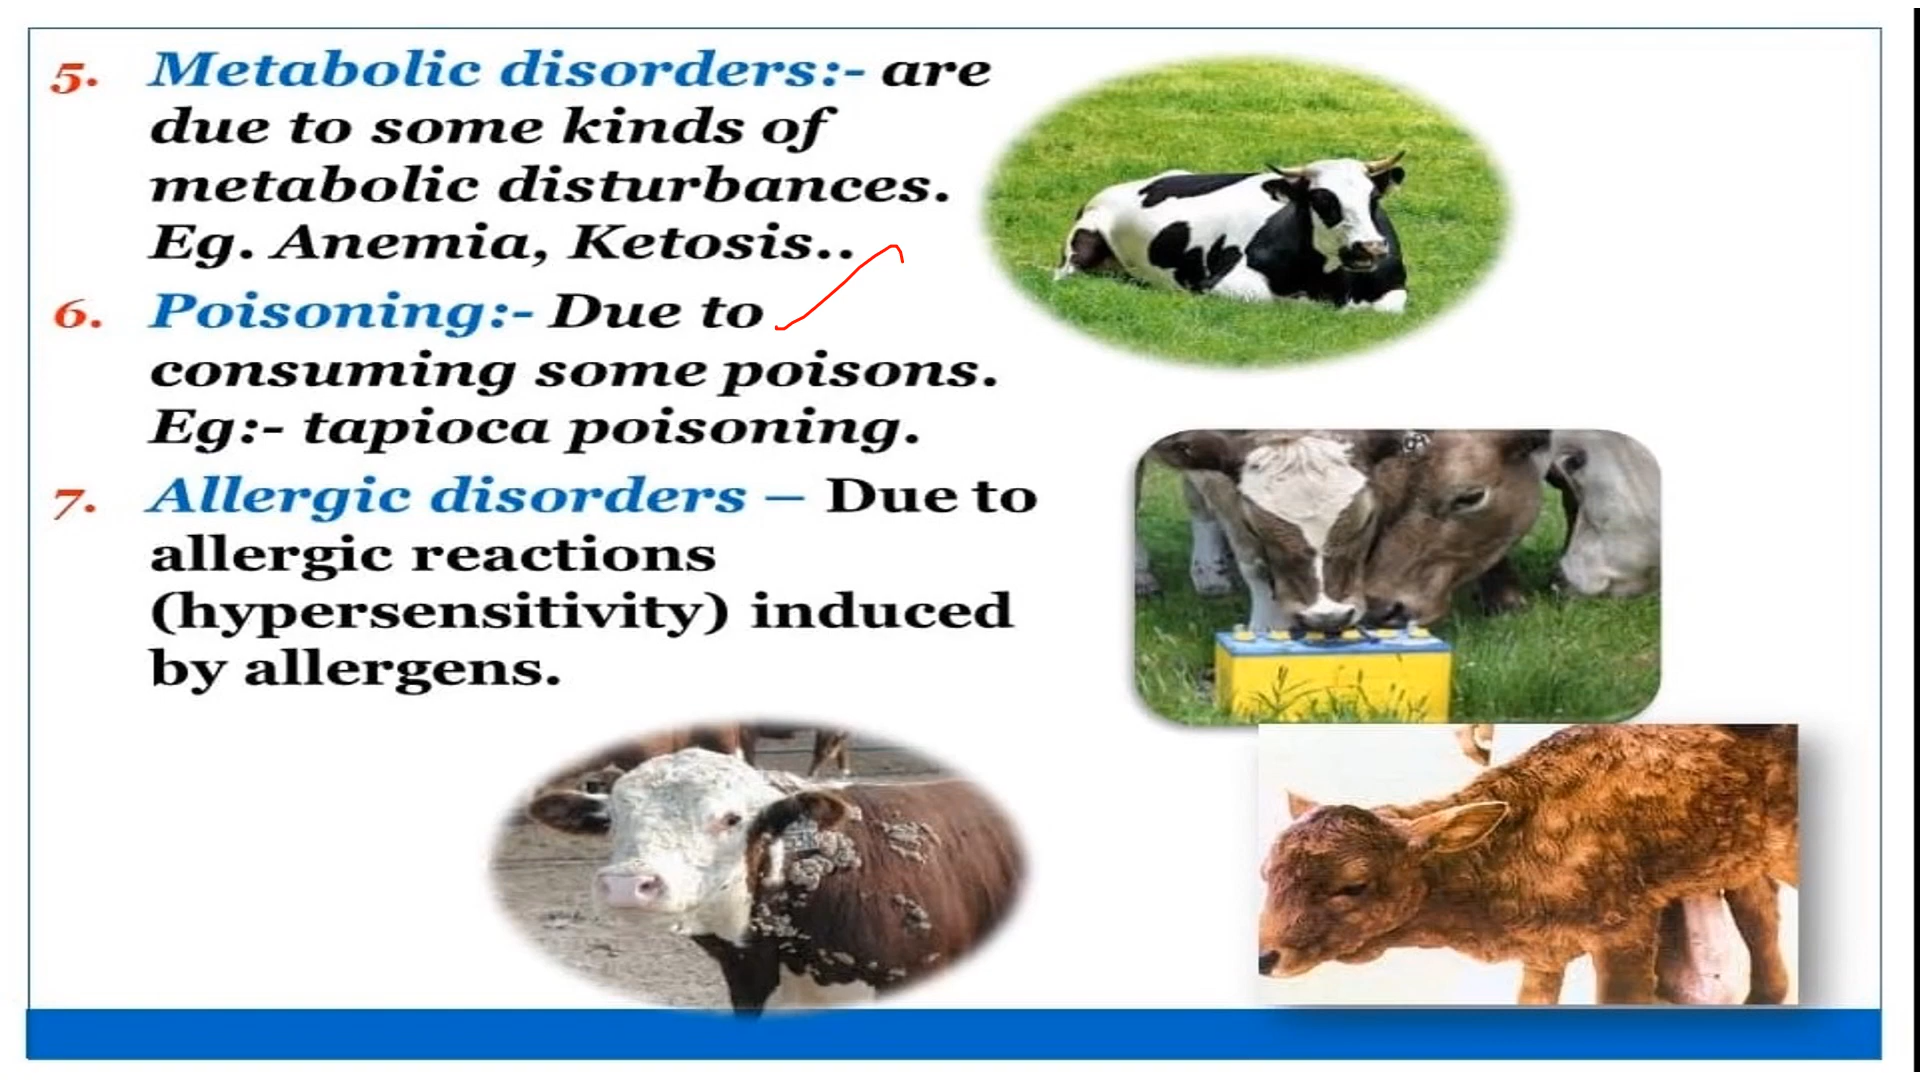 5. Metabolic disorders:- are
due to some kinds of
metabolic disturbances.
Eg. Anemia, Ketosis..
6. Poisoning:- Due to
consuming some poisons.
Eg:- tapioca poisoning.
7. Allergic disorders – Due to
allergic reactions
(hypersensitivity) induced
by allergens.